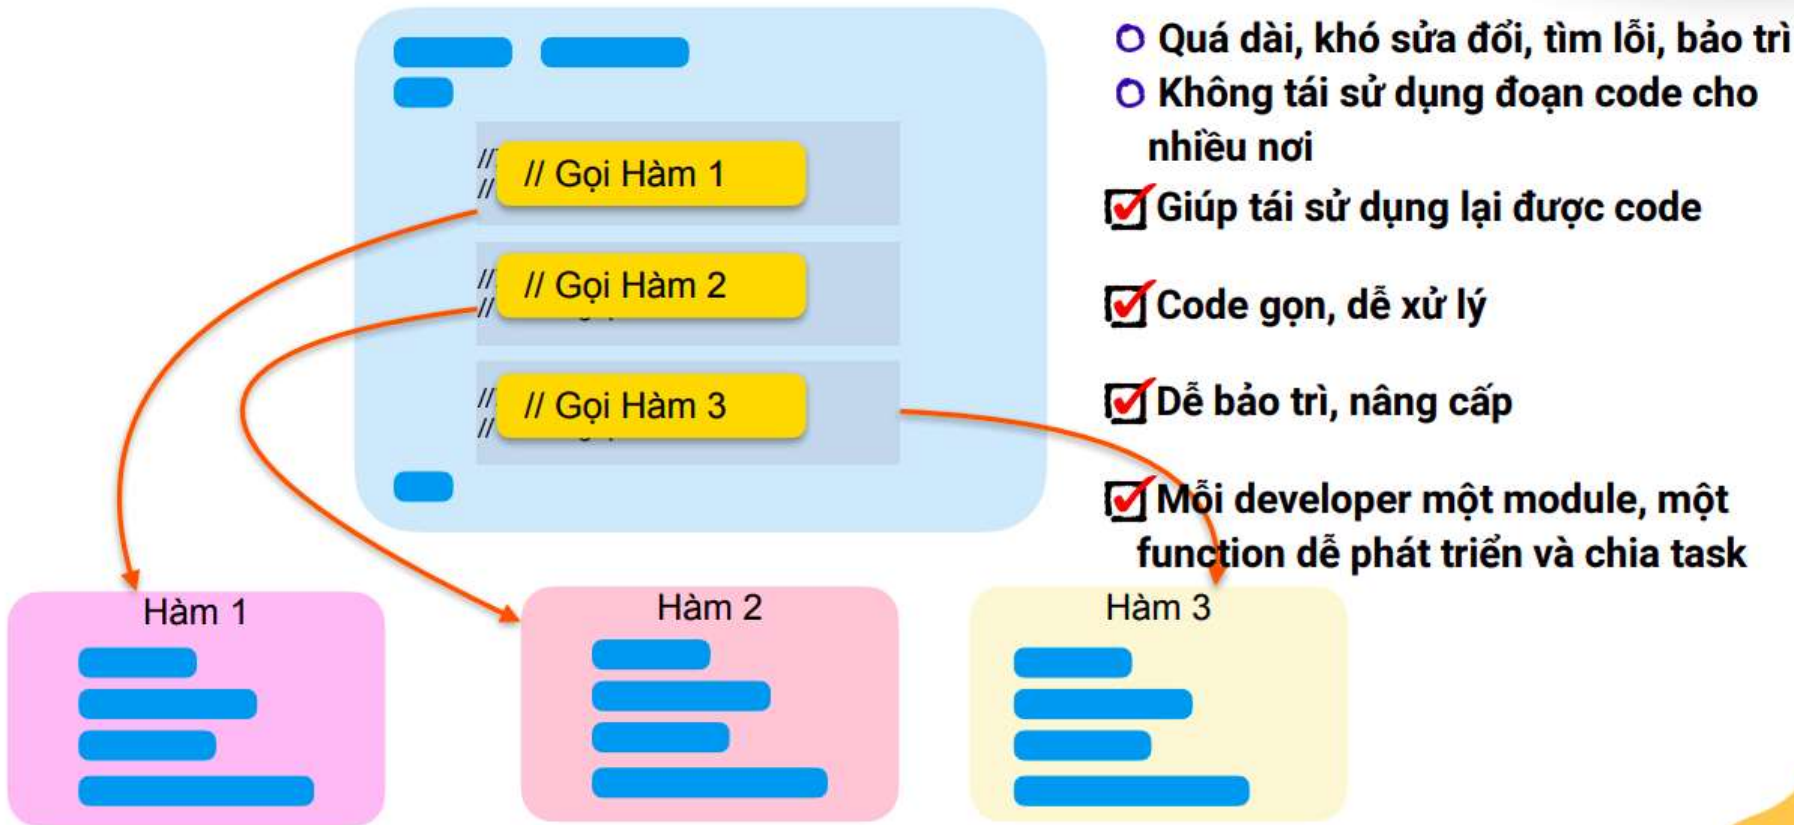 // Gọi Hàm 1
// Gọi Hàm 2
// Gọi Hàm 3
Quá dài, khó sửa đổi, tìm lỗi, bảo trì
Không tái sử dụng đoạn code cho
nhiều nơi
Giúp tái sử dụng lại được code
Code gọn, dễ xử lý
Dễ bảo trì, nâng cấp
Mỗi developer một module, một
function dễ phát triển và chia task
Hàm 1
Hàm 2
Hàm 3